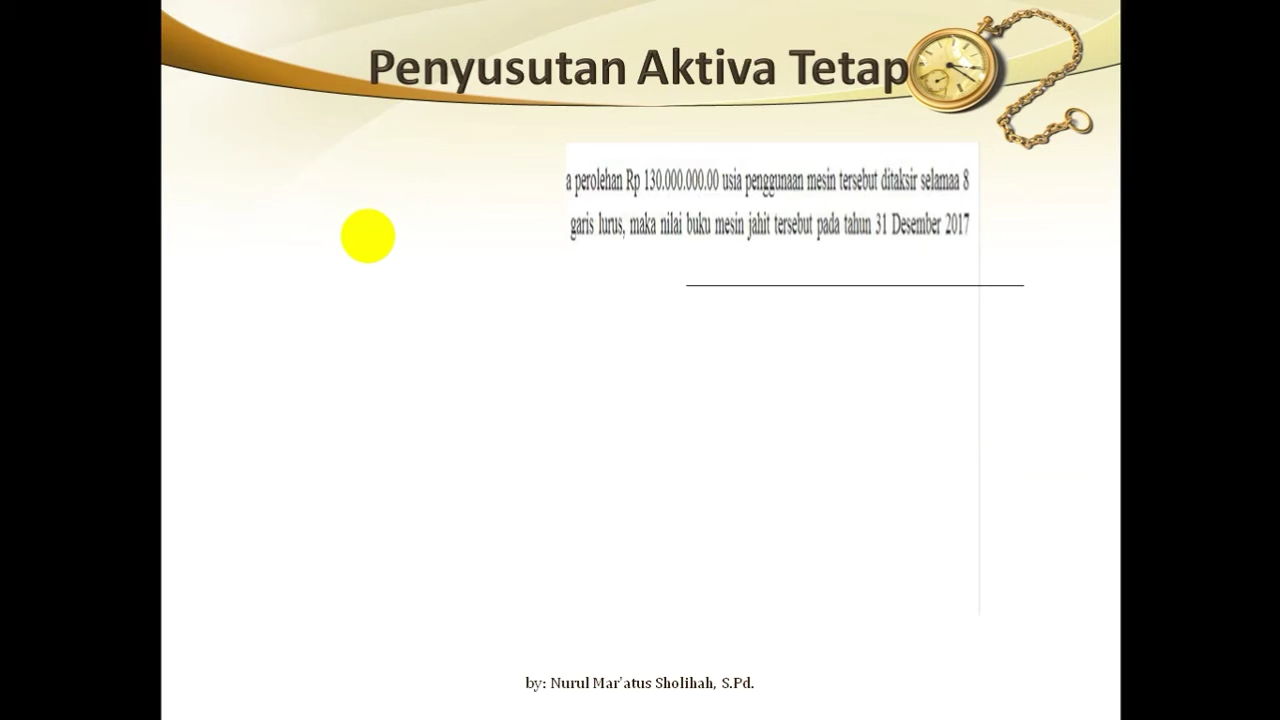 Penyusutan Aktiva Tetap
a perolehan Rp 130.000.000.00 usia penggunaan mesin tersebut ditaksir selamaa 8
garis lurus, maka nilai buku mesin jahit tersebut pada tahun 31 Desember 2017
by: Nurul Mar'atus Sholihah, S.Pd.